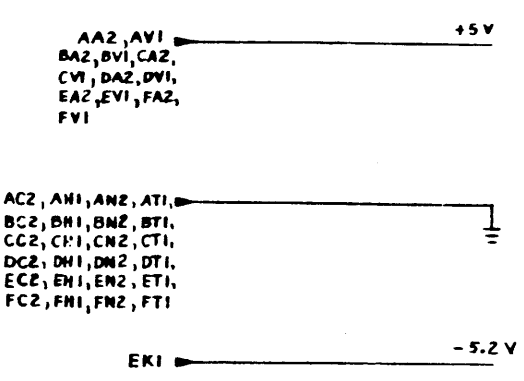 AA2, AV1
+5 V
BA2, BV1, CA2,
CV1, DA2, DV1,
EA2, EV1, FA2,
FV1
AC2, AH1, AN2, AT1,
BC2, BH1, BN2, BT1,
CC2, CH1, CN2, CT1,
DC2, DH1, DN2, DT1,
EC2, EH1, EN2, ET1,
FC2, FH1, FN2, FT1
-5.2 V
EK1